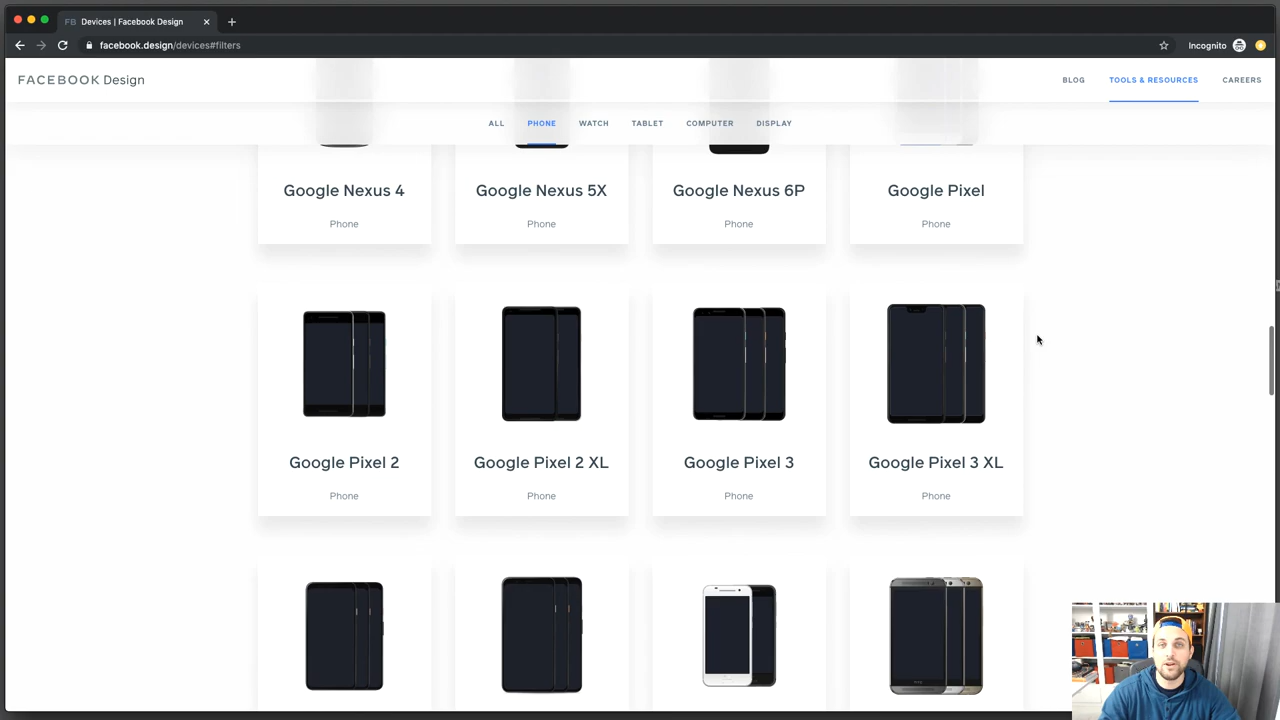 FB Devices | Facebook Design
facebook.design/devices#filters
Incognito
FACEBOOK Design
BLOG
TOOLS & RESOURCES
CAREERS
ALL
PHONE
WATCH
TABLET
COMPUTER
DISPLAY
Google Nexus 4
Google Nexus 5X
Google Nexus 6P
Google Pixel
Phone
Phone
Phone
Phone
Google Pixel 2
Google Pixel 2 XL
Google Pixel 3
Google Pixel 3 XL
Phone
Phone
Phone
Phone